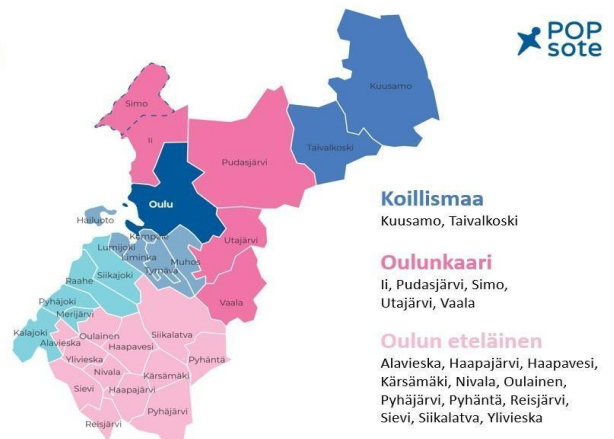 POP
sote
Kuusamo
Simo
Ii
Taivalkoski
Pudasjärvi
Oulu
Hailuoto
Kempele
Utajärvi
Lumijoki
Liminka
Muhos
Tyrnävä
Siikajoki
Raahe
Vaala
Pyhäjoki
Merijärvi
Kalajoki
Alavieska
Oulainen
Siikalatva
Haapavesi
Ylivieska
Pyhäntä
Nivala
Kärsämäki
Sievi
Haapajärvi
Pyhäjärvi
Reisjärvi
Koillismaa
Kuusamo, Taivalkoski
Oulunkaari
Ii, Pudasjärvi, Simo,
Utajärvi, Vaala
Oulun eteläinen
Alavieska, Haapajärvi, Haapavesi,
Kärsämäki, Nivala, Oulainen,
Pyhäjärvi, Pyhäntä, Reisjärvi,
Sievi, Siikalatva, Ylivieska